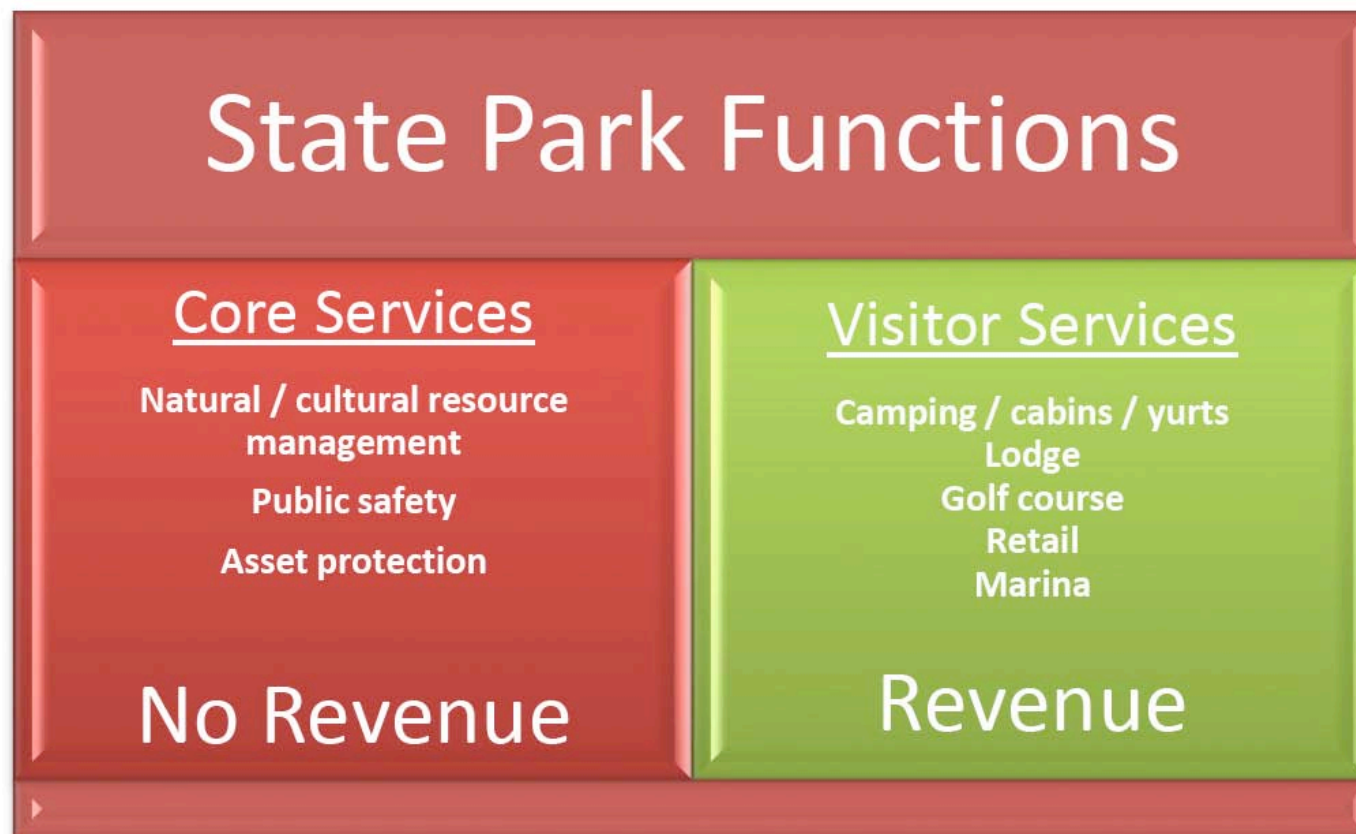 State Park Functions
Core Services
Natural / cultural resource
management
Public safety
Asset protection
No Revenue
Visitor Services
Camping / cabins / yurts
Lodge
Golf course
Retail
Marina
Revenue